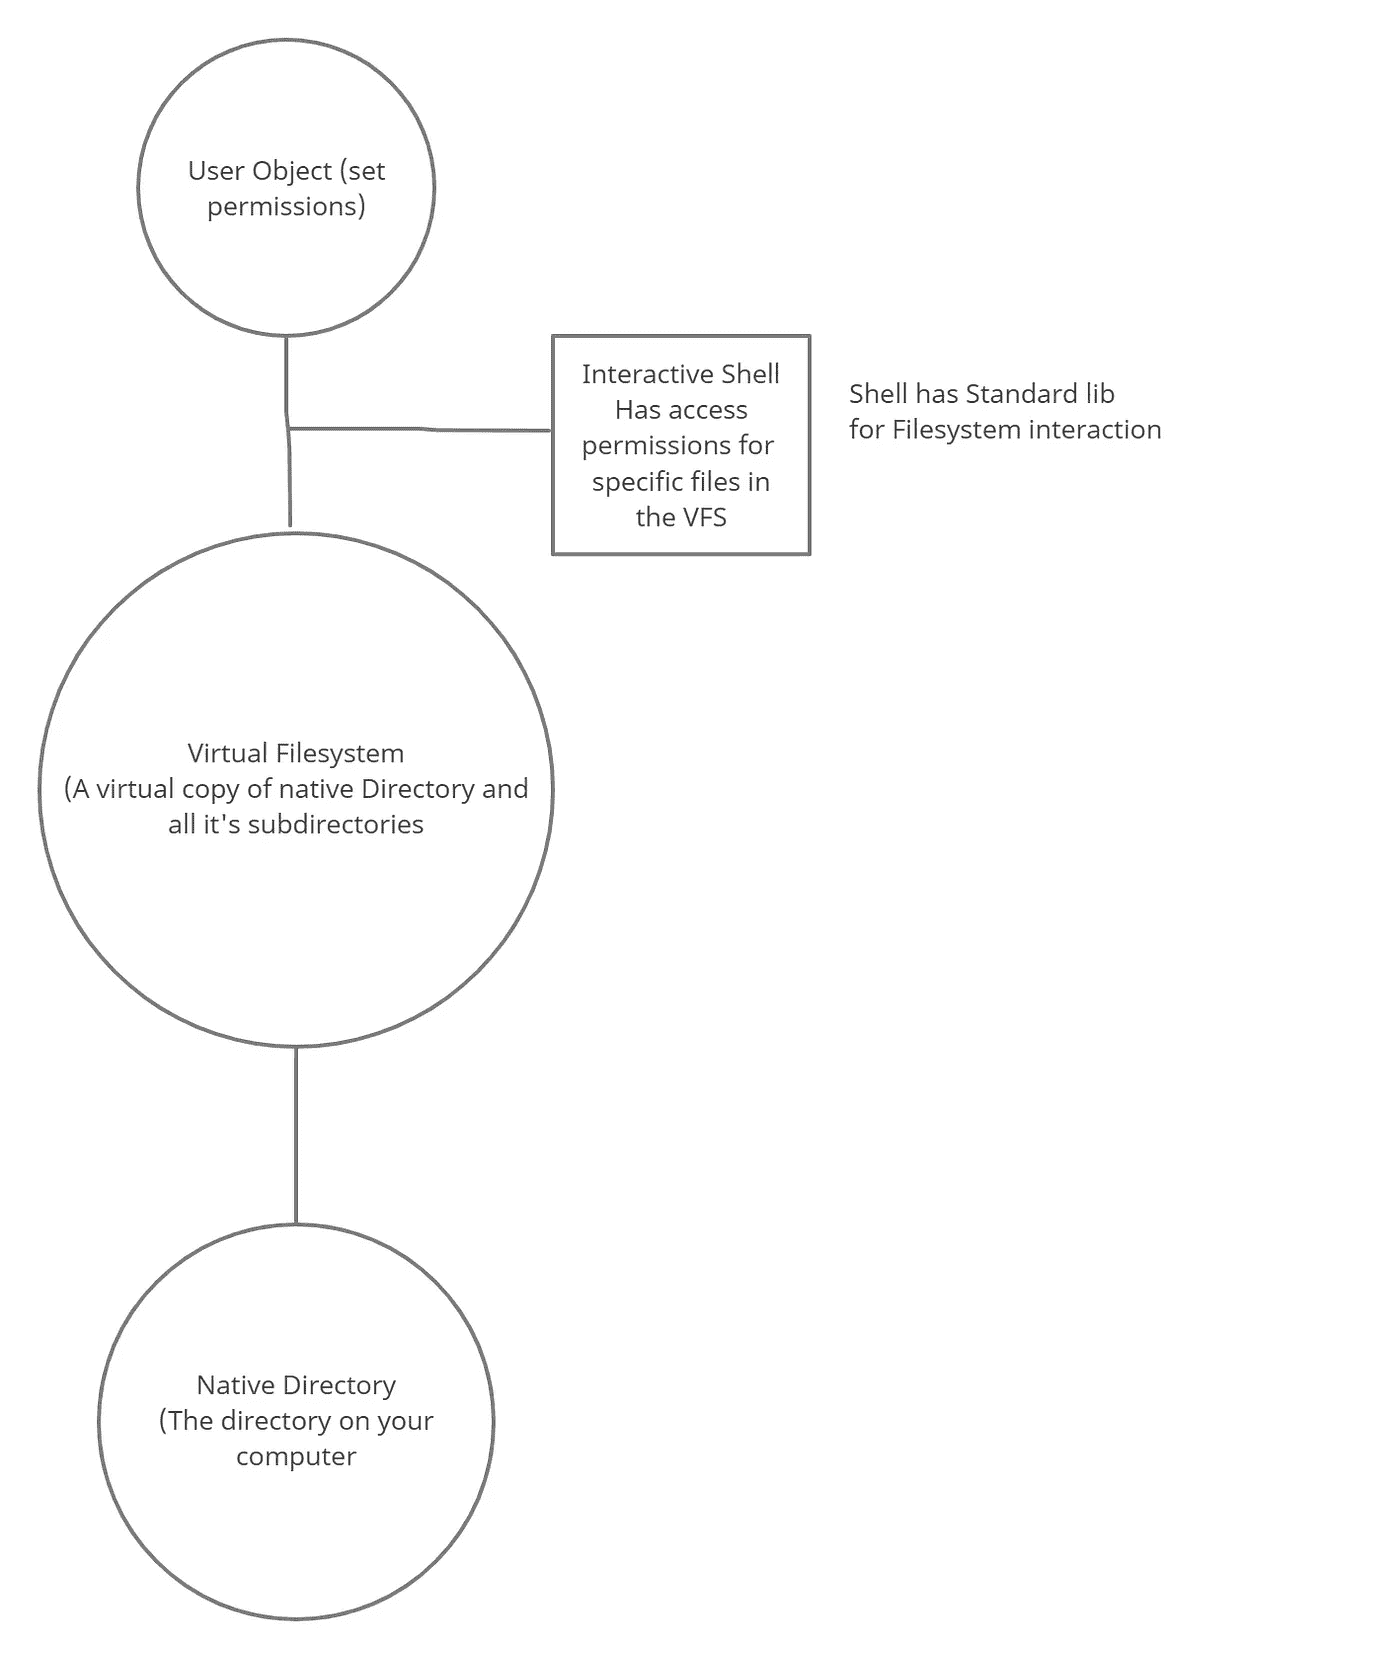 User Object (set
permissions)
Interactive Shell
Has access
permissions for
specific files in
the VFS
Shell has Standard lib
for Filesystem interaction
Virtual Filesystem
(A virtual copy of native Directory and
all it's subdirectories
Native Directory
(The directory on your
computer